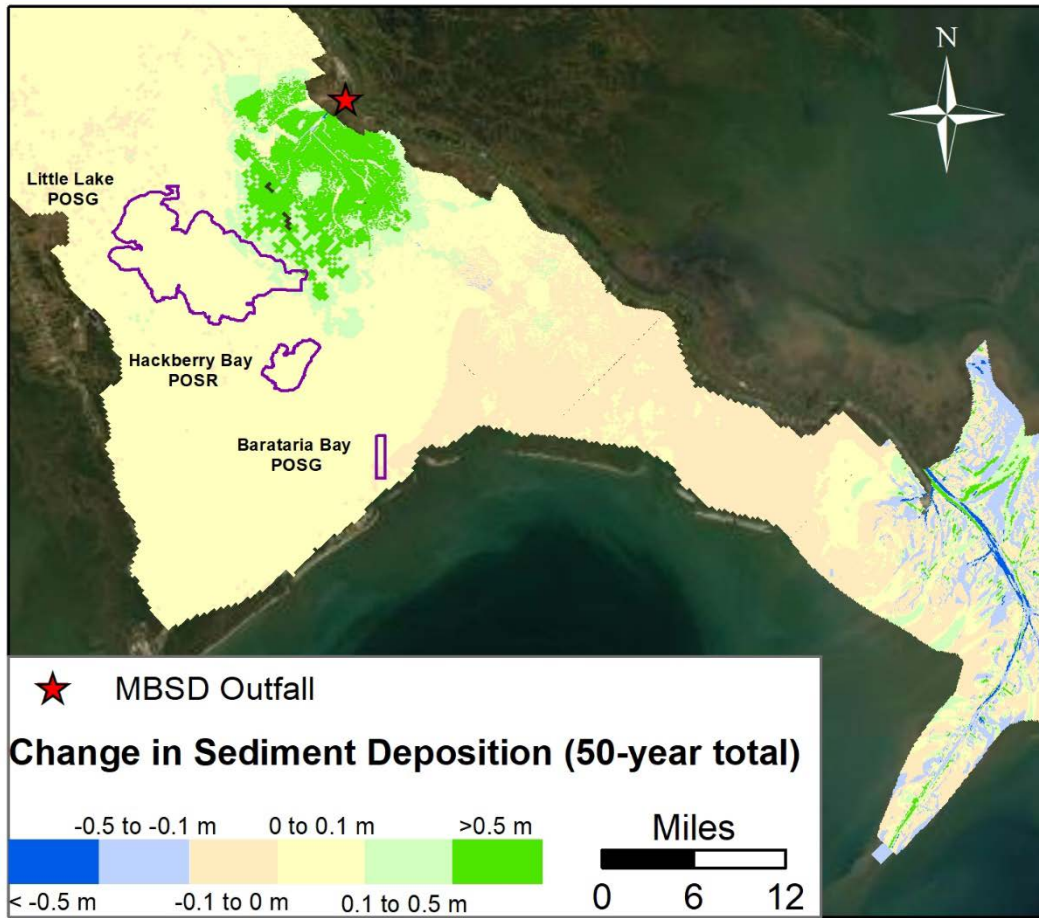 N
Little Lake
POSG
Hackberry Bay
POSR
Barataria Bay
POSG
MBSD Outfall
Change in Sediment Deposition (50-year total)
-0.5 to -0.1 m 0 to 0.1 m >0.5 m
< -0.5 m -0.1 to 0 m 0.1 to 0.5 m
Miles
0 6 12